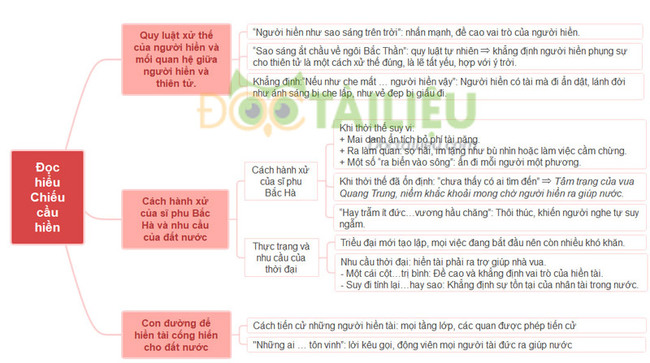 Đọc
hiểu
Chiếu
cầu
hiền
Quy luật xử thế
của người hiền và
mối quan hệ giữa
người hiền và
thiên tử.
"Người hiền như sao sáng trên trời": nhấn mạnh, đề cao vai trò của người hiền.
"Sao sáng ắt chầu về ngôi Bắc Thần": quy luật tự nhiên ⇨ khẳng định người hiền phụng sự
cho thiên tử là một cách xử thế đúng, là lẽ tất yếu, hợp với ý trời.
Khẳng định:"Nếu như che mất ... người hiền vậy": Người hiền có tài mà đi ẩn dật, lánh đời
như ánh sáng bị che lấp, như vẻ đẹp bị giấu đi
ĐỌC TÀI LIỆU
Cách hành xử
của sĩ phu Bắc
Hà và nhu cầu
của đất nước
Cách hành xử
của sĩ phu
Bắc Hà
Khi thời thế suy vi:
+ Mai danh ẩn tích bỏ phí tài năng.
+ Ra làm quan: sợ hãi, im lặng như bù nhìn hoặc làm việc cầm chừng.
+ Một số "ra biển vào sông": ẩn đi mỗi người một phương.
Khi thời thế đã ổn định: "chưa thấy có ai tìm đến" ⇨ Tâm trạng của vua
Quang Trung, niềm khắc khoải mong chờ người hiền ra giúp nước.
"Hay trẫm ít đức...vương hầu chăng": Thôi thúc, khiến người nghe tự suy
ngẫm.
Thực trạng và
nhu cầu của
thời đại
Triều đại mới tạo lập, mọi việc đang bắt đầu nên còn nhiều khó khăn.
Nhu cầu thời đại: hiền tài phải ra trợ giúp nhà vua.
- Một cái cột...trị bình: Đề cao và khẳng định vai trò của hiền tài.
- Suy đi tính lại...hay sao: Khẳng định sự tồn tại của nhân tài trong nước.
Con đường để
hiền tài cống hiến
cho đất nước
Cách tiến cử những người hiền tài: mọi tầng lớp, các quan được phép tiến cử
"Những ai ... tôn vinh": lời kêu gọi, động viên mọi người tài đức ra giúp nước